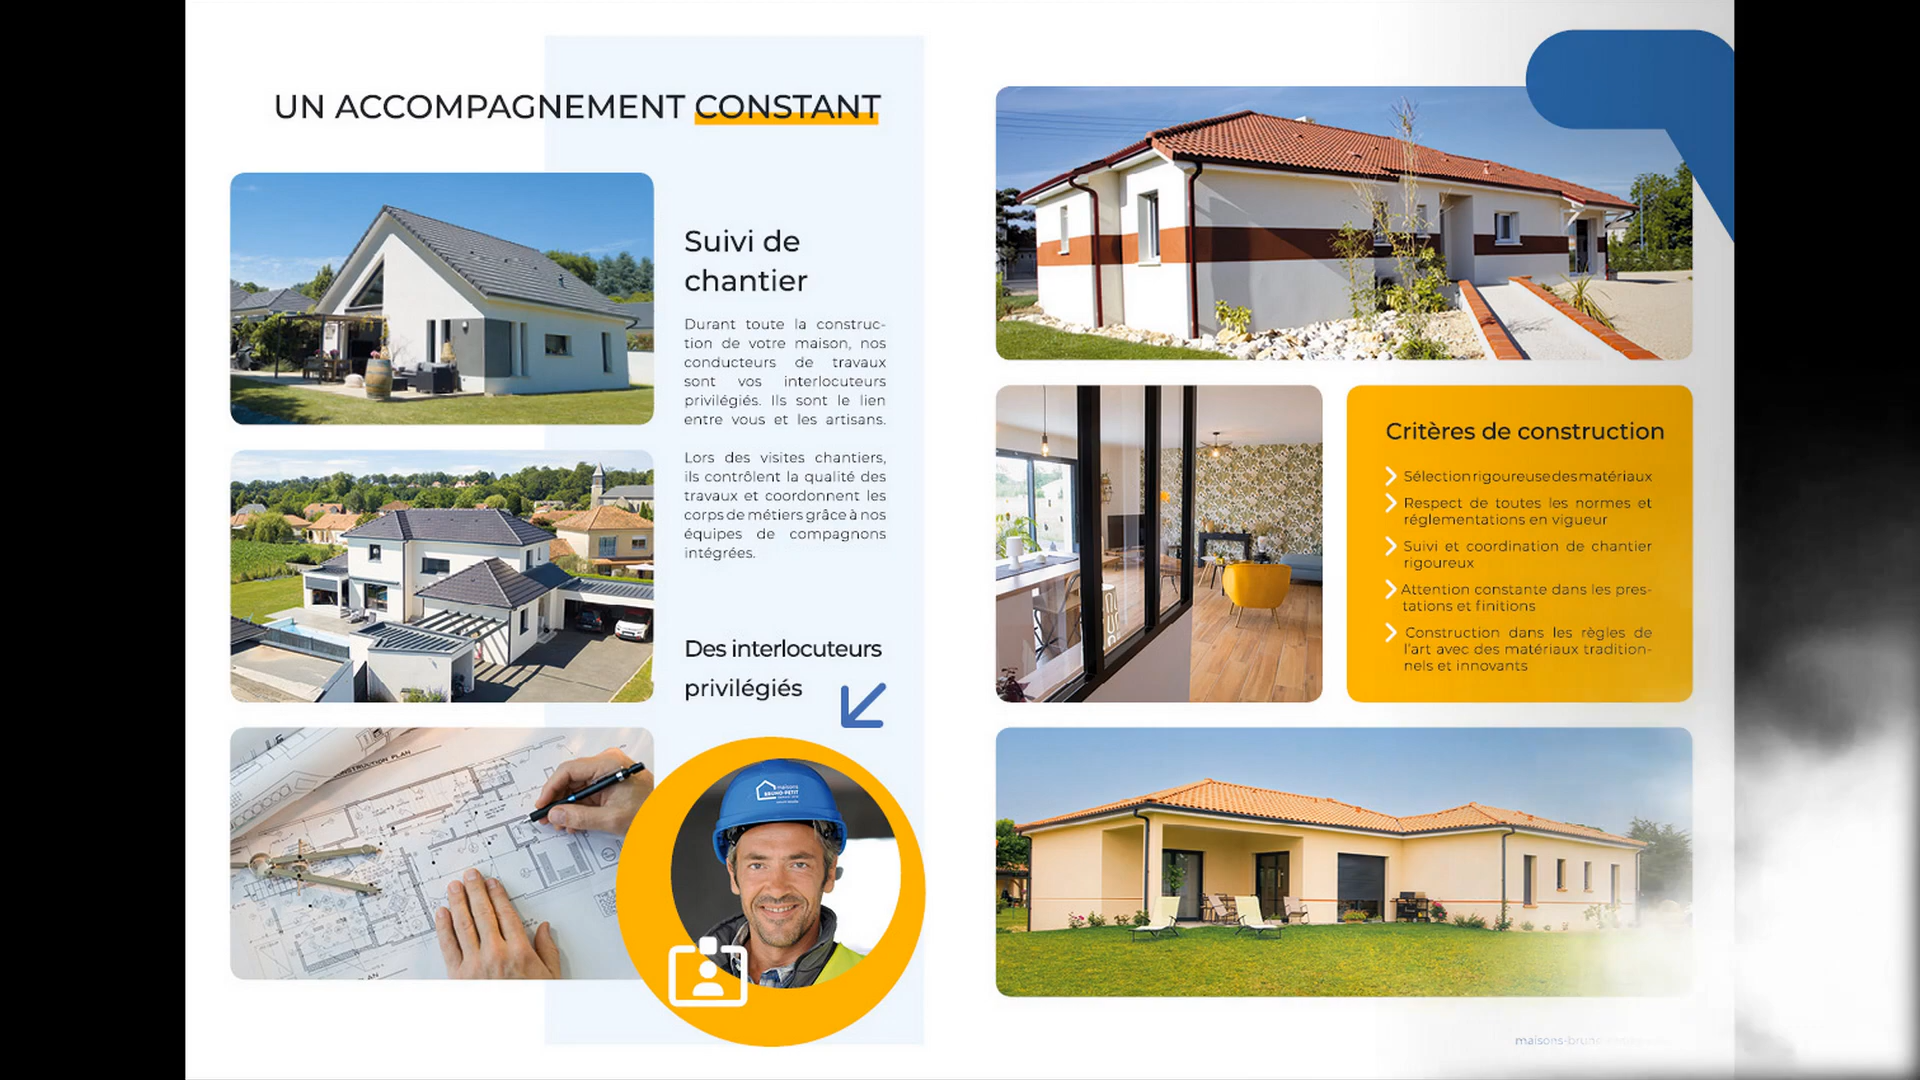 UN ACCOMPAGNEMENT CONSTANT
Suivi de
chantier
Durant toute la construc-
tion de votre maison, nos
conducteurs de travaux
sont vos interlocuteurs
privilégiés. Ils sont le lien
entre vous et les artisans.
Lors des visites chantiers,
ils contrôlent la qualité des
travaux et coordonnent les
corps de métiers grâce à nos
équipes de compagnons
intégrées.
Des interlocuteurs
privilégiés
maisons
BRUNO PETIT
CONSTRUCTION PLAN
Critères de construction
Sélection rigoureuse des matériaux
Respect de toutes les normes et
réglementations en vigueur
Suivi et coordination de chantier
rigoureux
Attention constante dans les pres-
tations et finitions
Construction dans les règles de
l'art avec des matériaux tradition-
nels et innovants